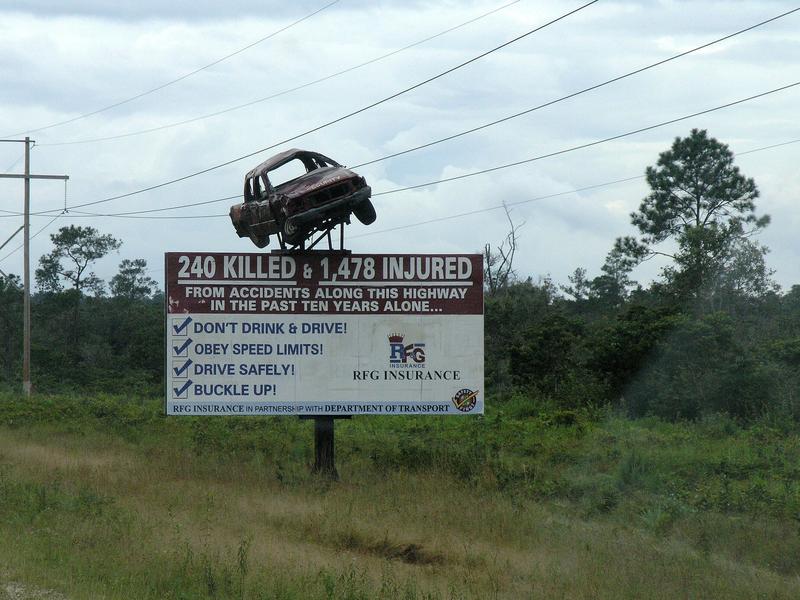 240 KILLED & 1,478 INJURED
FROM ACCIDENTS ALONG THIS HIGHWAY
IN THE PAST TEN YEARS ALONE...
DON'T DRINK & DRIVE!
OBEY SPEED LIMITS!
DRIVE SAFELY!
BUCKLE UP!
RFG
INSURANCE
RFG INSURANCE
RFG INSURANCE IN PARTNERSHIP WITH DEPARTMENT OF TRANSPORT